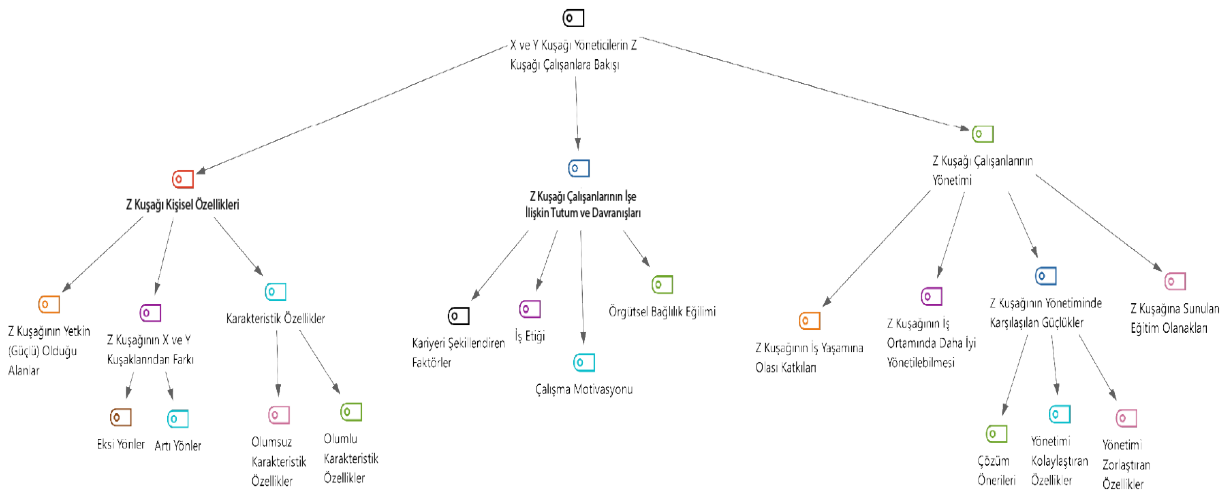 X ve Y Kuşağı Yöneticilerin Z
Kuşağı Çalışanlara Bakışı
Z Kuşağı Kişisel Özellikleri
Z Kuşağı Çalışanlarının İşe
İlişkin Tutum ve Davranışları
Z Kuşağı Çalışanlarının
Yönetimi
Z Kuşağının Yetkin
(Güçlü) Olduğu
Alanlar
Z Kuşağının X ve Y
Kuşaklarından Farkı
Karakteristik Özellikler
Kariyeri Şekillendiren
Faktörler
İş Etiği
Çalışma Motivasyonu
Örgütsel Bağlılık Eğilimi
Z Kuşağının İş Yaşamına
Olası Katkıları
Z Kuşağının İş
Ortamında Daha İyi
Yönetilebilmesi
Z Kuşağının Yönetiminde
Karşılaşılan Güçlükler
Z Kuşağına Sunulan
Eğitim Olanakları
Eksi Yönler
Artı Yönler
Olumsuz
Karakteristik
Özellikler
Olumlu
Karakteristik
Özellikler
Çözüm
Önerileri
Yönetimi
Kolaylaştıran
Özellikler
Yönetimi
Zorlaştıran
Özellikler